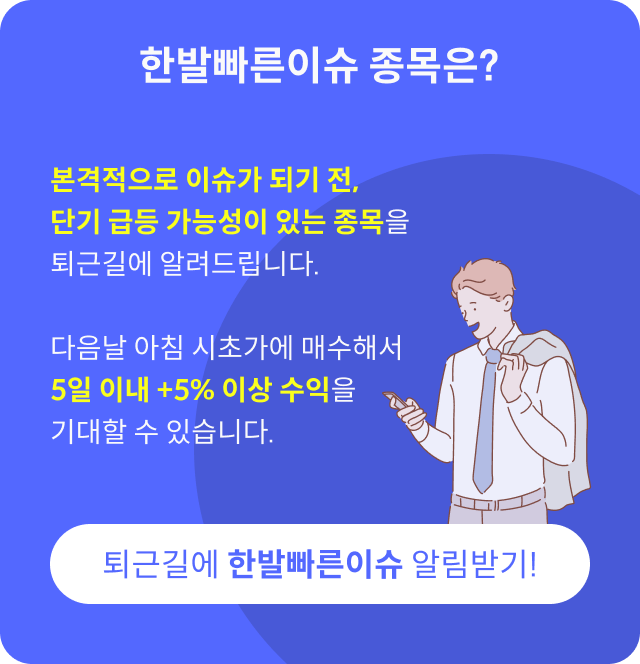 한발빠른이슈 종목은?
본격적으로 이슈가 되기 전,
단기 급등 가능성이 있는 종목을
퇴근길에 알려드립니다.
다음날 아침 시초가에 매수해서
5일 이내 +5% 이상 수익을
기대할 수 있습니다.
퇴근길에 한발빠른이슈 알림받기!